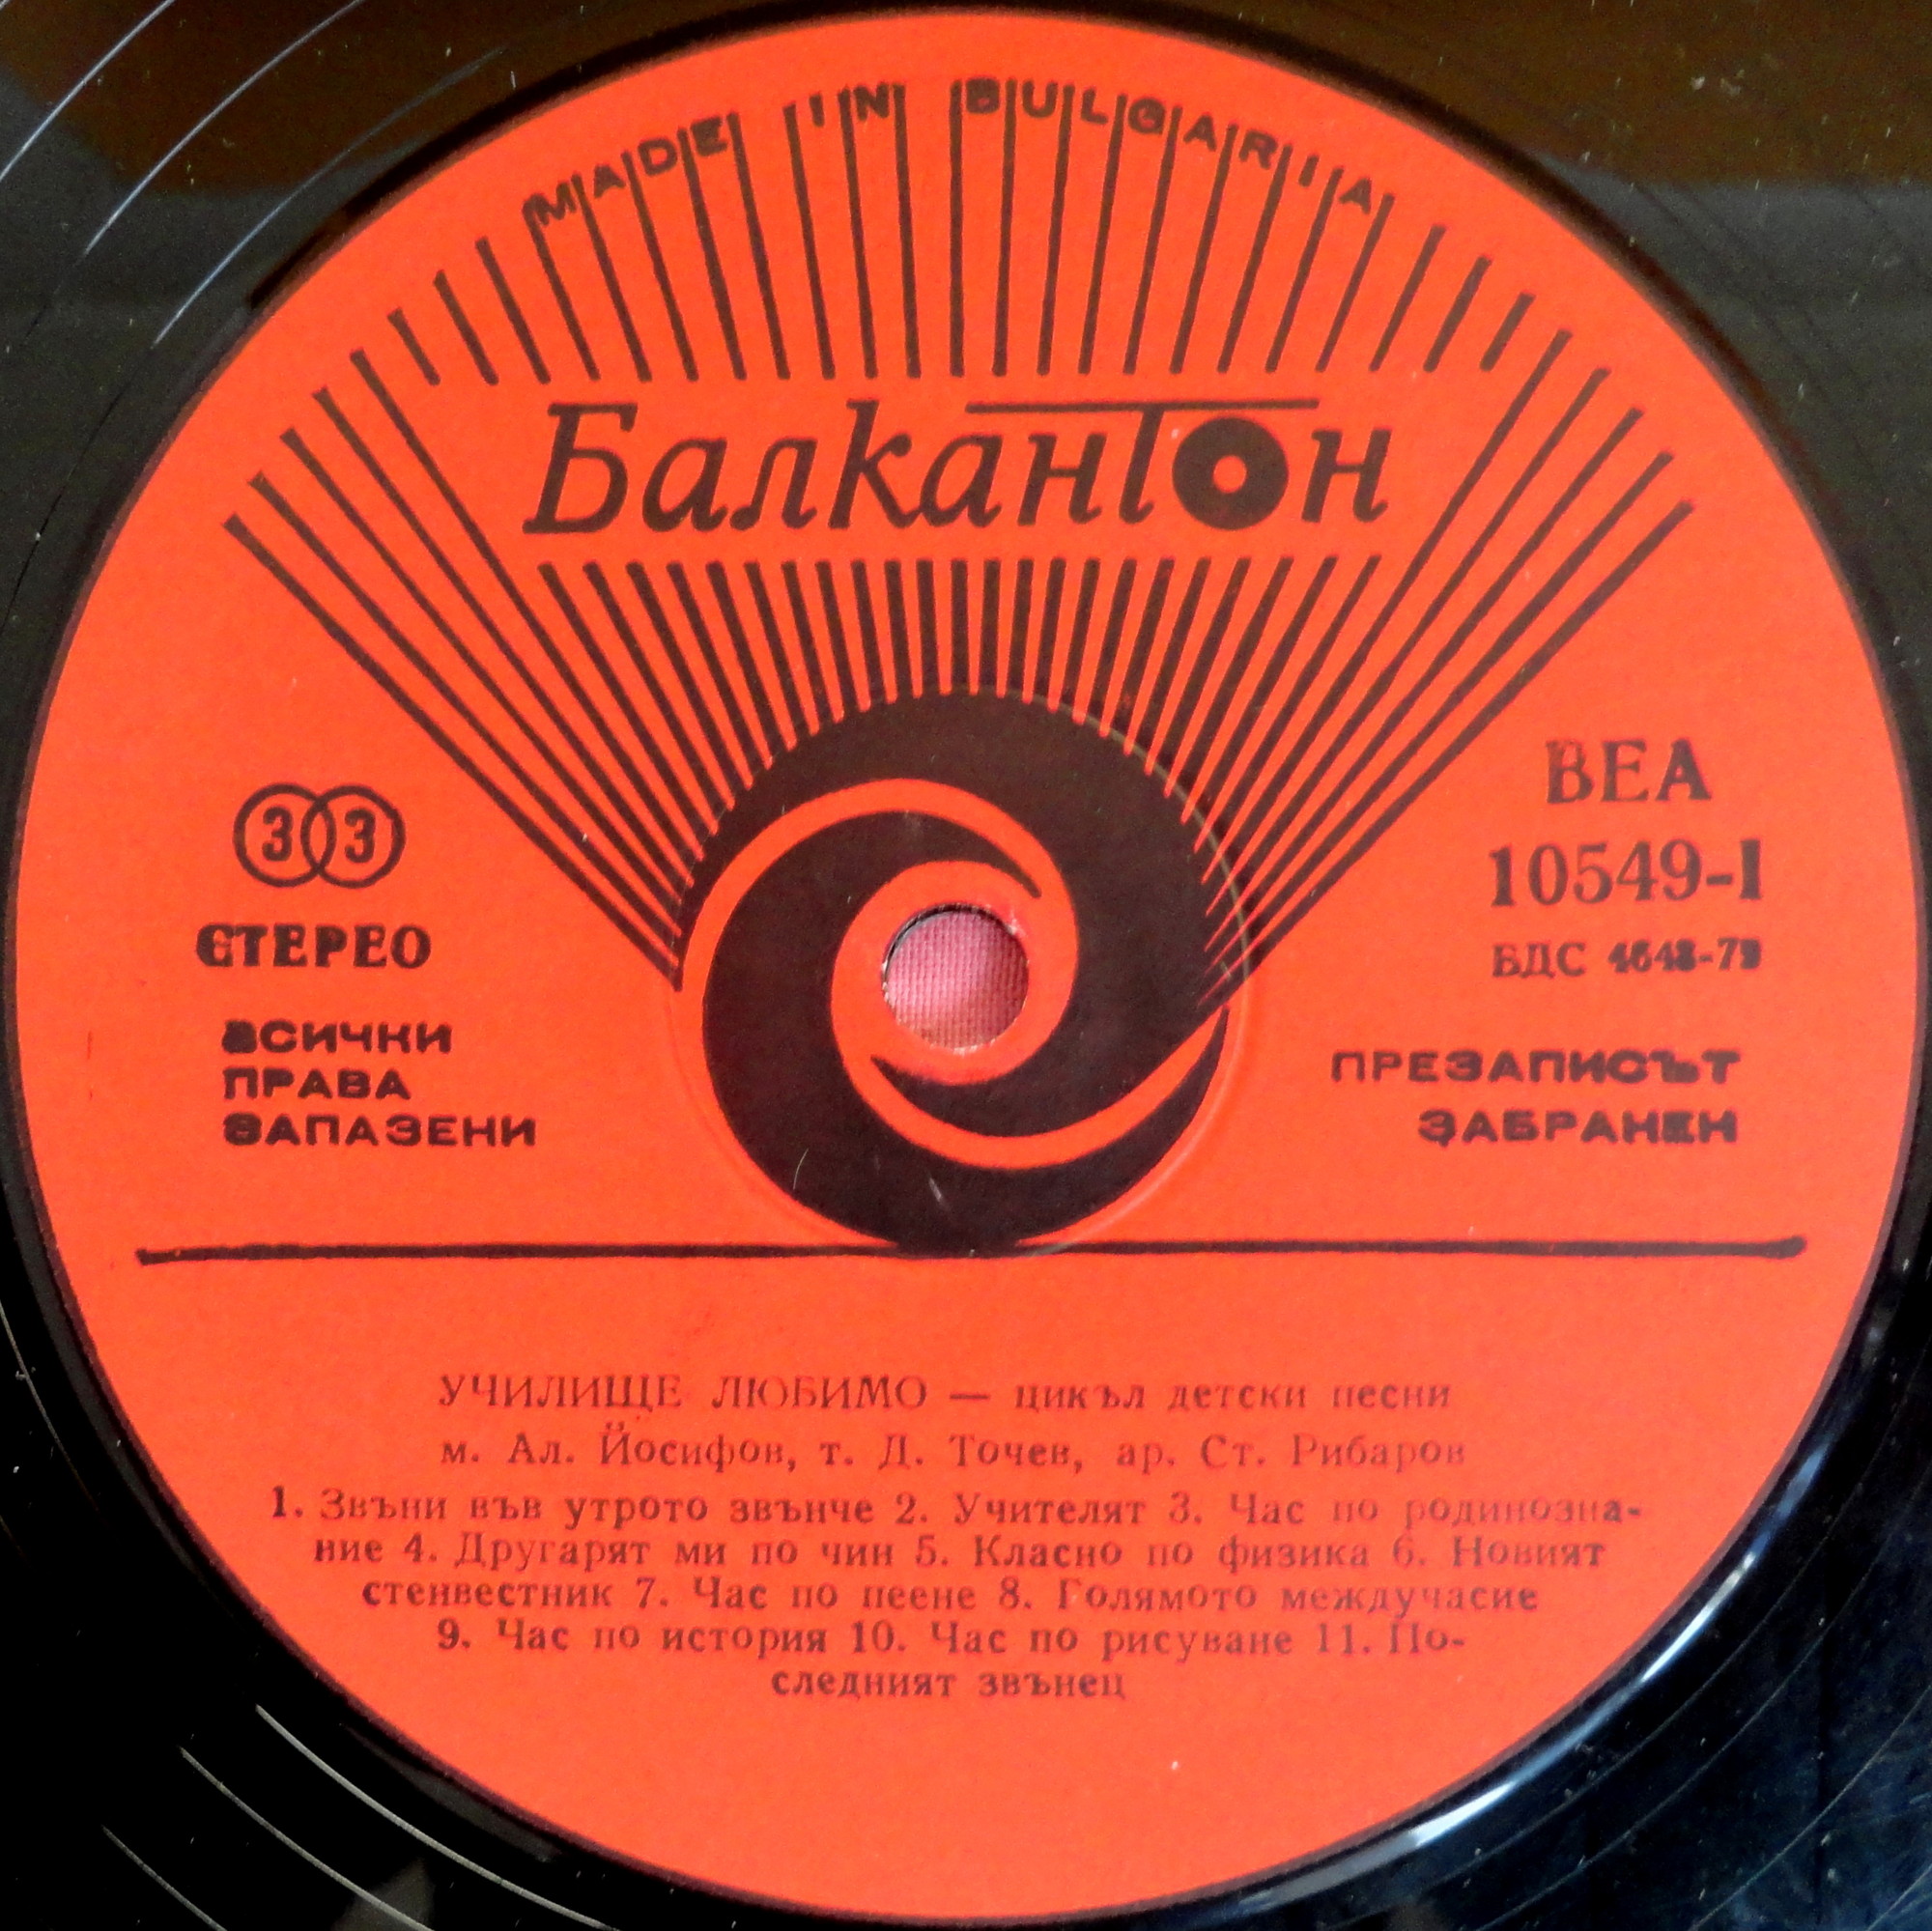 MADE IN BULGARIA
Балкантон
33
СТЕРЕО
ВСИЧКИ
ПРАВА
ЗАПАЗЕНИ
ВЕА
10549-I
БДС
ПРЕЗАПИСЪТ
ЗАБРАНЕН
УЧИЛИЩЕ ЛЮБИМО — цикъл детски песни
м. Ал. Йосифов, т. Д. Точев, ар. Ст. Рибаров
1. Звъни във утрото звънче 2. Учителят 3. Час по родинозна-
ние 4. Другарят ми по чин 5. Класно по физика 6. Новият
стенвестник 7. Час по пеене 8. Голямото междучасие
9. Час по история 10. Час по рисуване 11. По-
следният звънец